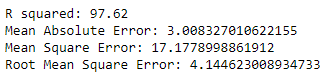 R squared: 97.62
Mean Absolute Error: 3.008327010622155
Mean Square Error: 17.1778998861912
Root Mean Square Error: 4.144623008934733